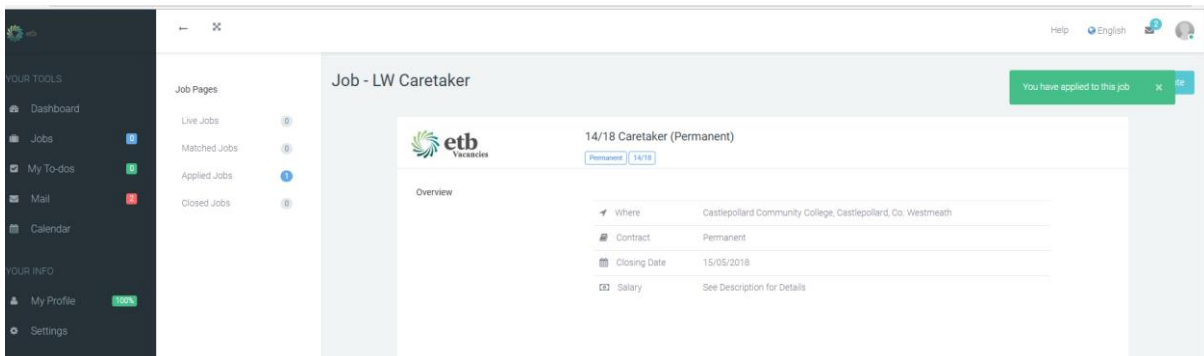 etb
Help
English
2
YOUR TOOLS
Dashboard
Jobs 0
My To-dos 0
Mail 2
Calendar
YOUR INFO
My Profile 100%
Settings
Job Pages
Live Jobs 0
Matched Jobs 0
Applied Jobs 1
Closed Jobs 0
Job - LW Caretaker
You have applied to this job ×
etb
Vacancies
14/18 Caretaker (Permanent)
Permanent 14/18
Overview
Where Castlepollard Community College, Castlepollard, Co. Westmeath
Contract Permanent
Closing Date 15/05/2018
Salary See Description for Details